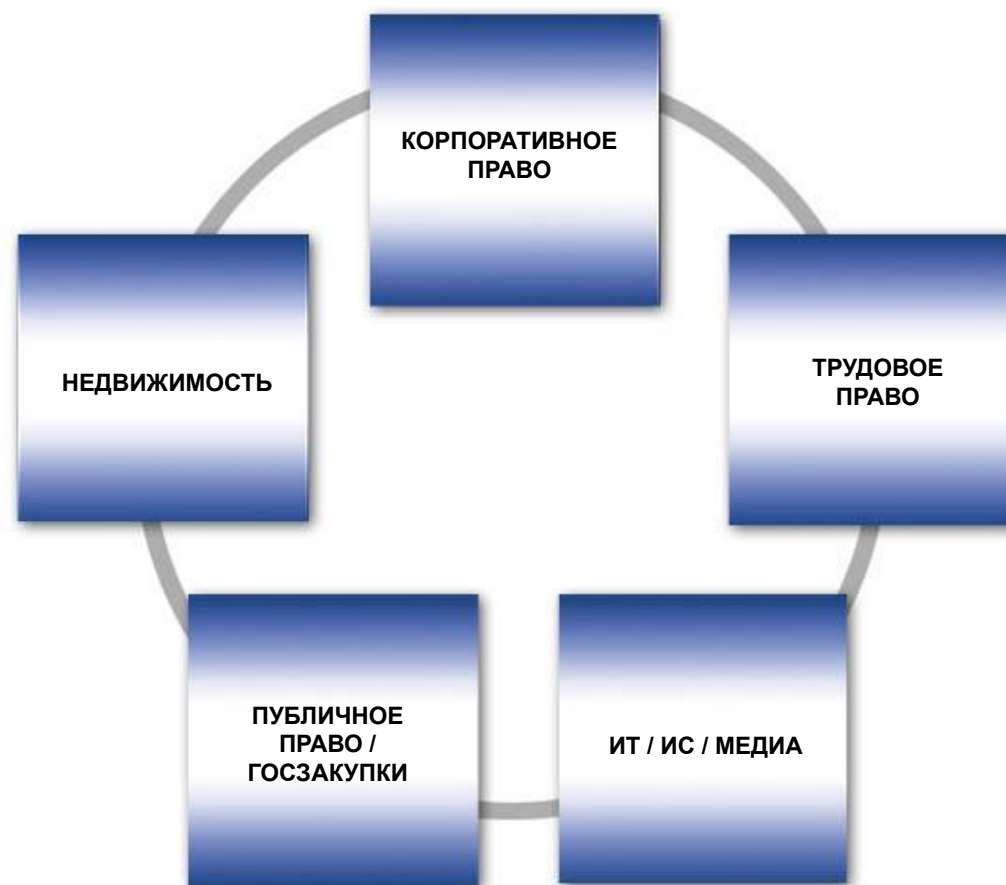 КОРПОРАТИВНОЕ
ПРАВО
НЕДВИЖИМОСТЬ
ТРУДОВОЕ
ПРАВО
ПУБЛИЧНОЕ
ПРАВО /
ГОСЗАКУПКИ
ИТ / ИС / МЕДИА